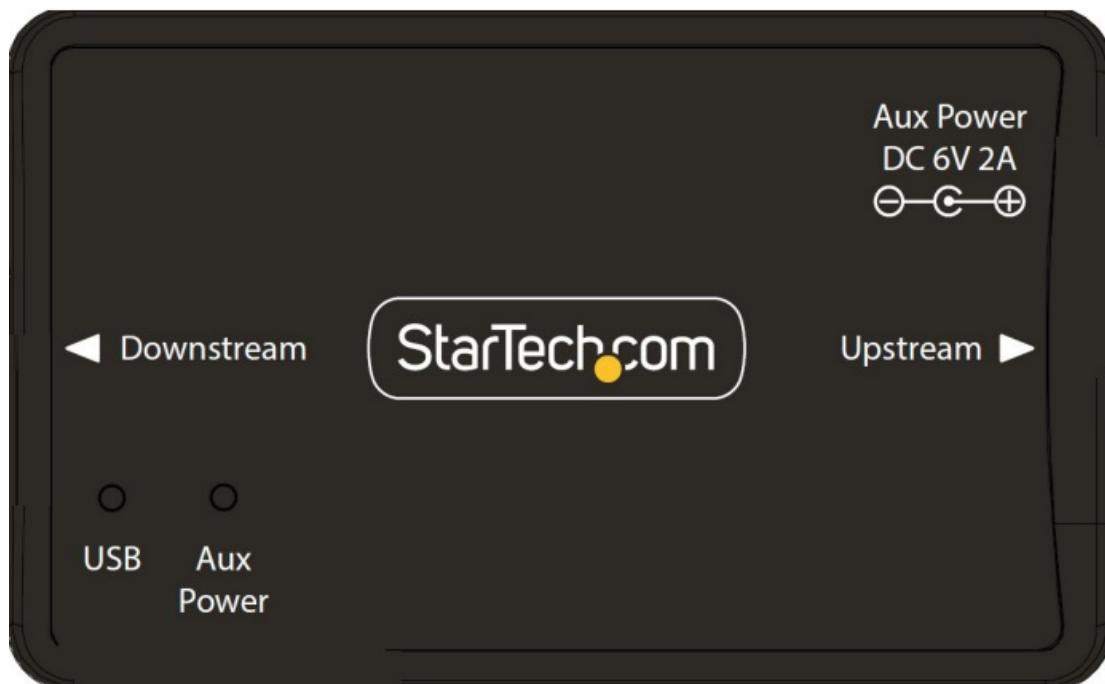 Aux Power
DC 6V 2A
Downstream
StarTech.com
Upstream
USB
Aux
Power